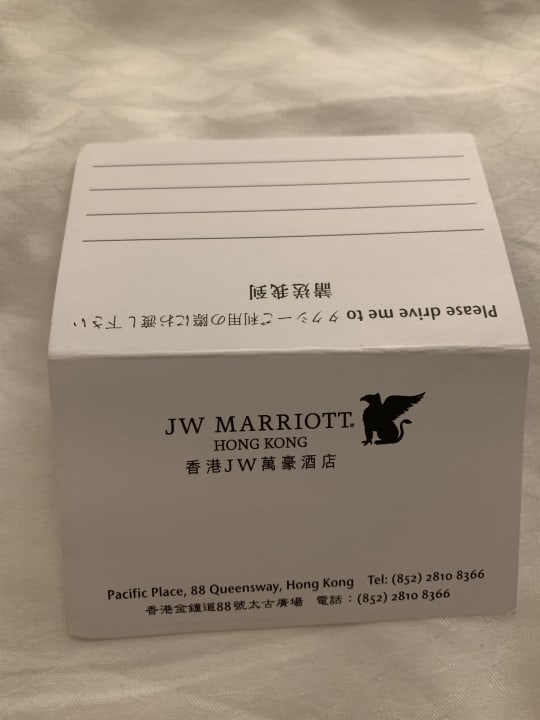 請送我到
Please drive me to タクシーご利用の際にお渡し下さい
JW MARRIOTT®
HONG KONG
香港JW萬豪酒店
Pacific Place, 88 Queensway, Hong Kong Tel: (852) 2810 8366
香港金鐘道88號太古廣場 電話：(852) 2810 8366